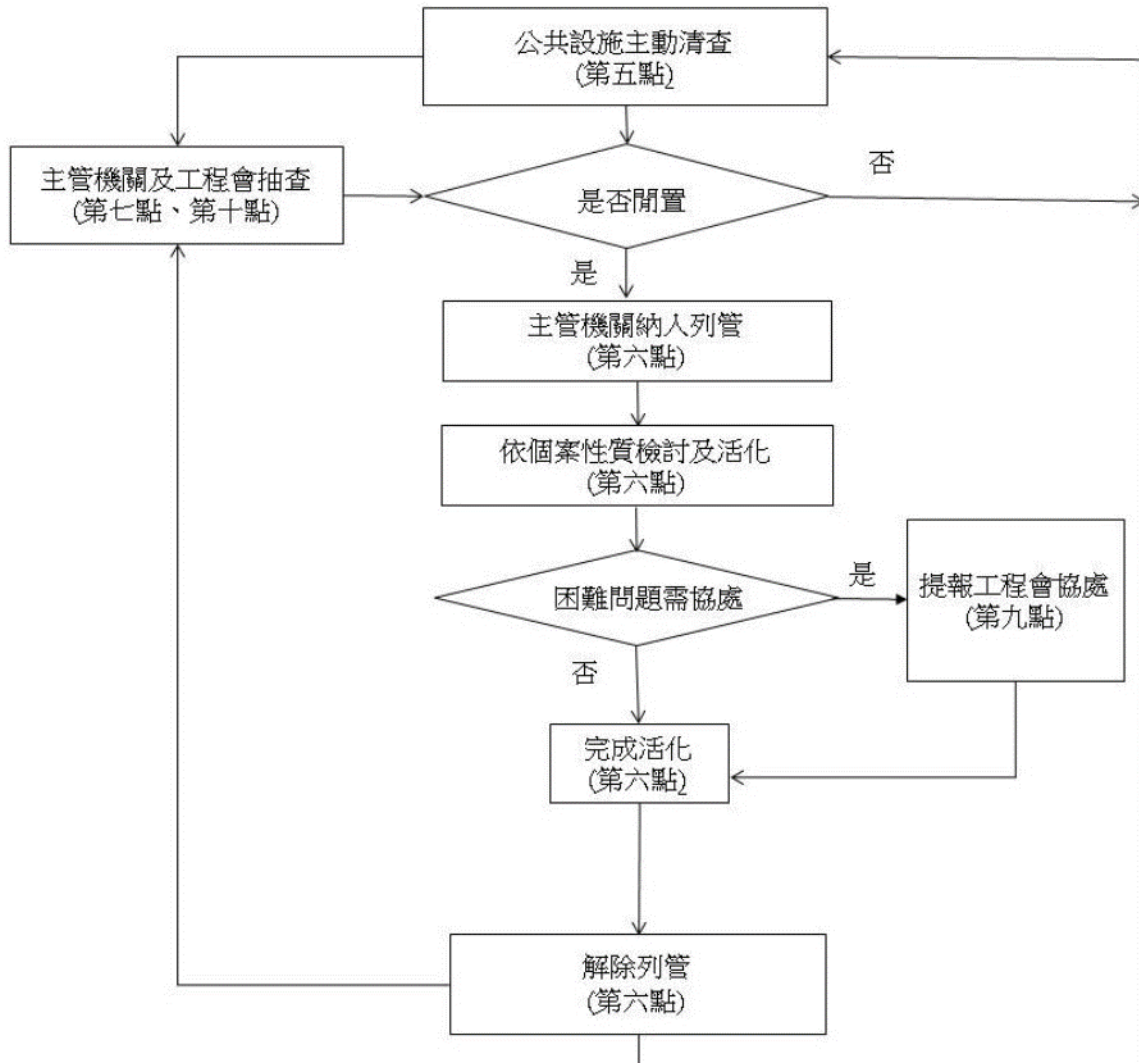 公共設施主動清查
(第五點)
主管機關及工程會抽查
(第七點、第十點)
是否閒置
否
是
主管機關納入列管
(第六點)
依個案性質檢討及活化
(第六點)
困難問題需協處
是
提報工程會協處
(第九點)
否
完成活化
(第六點)
解除列管
(第六點)